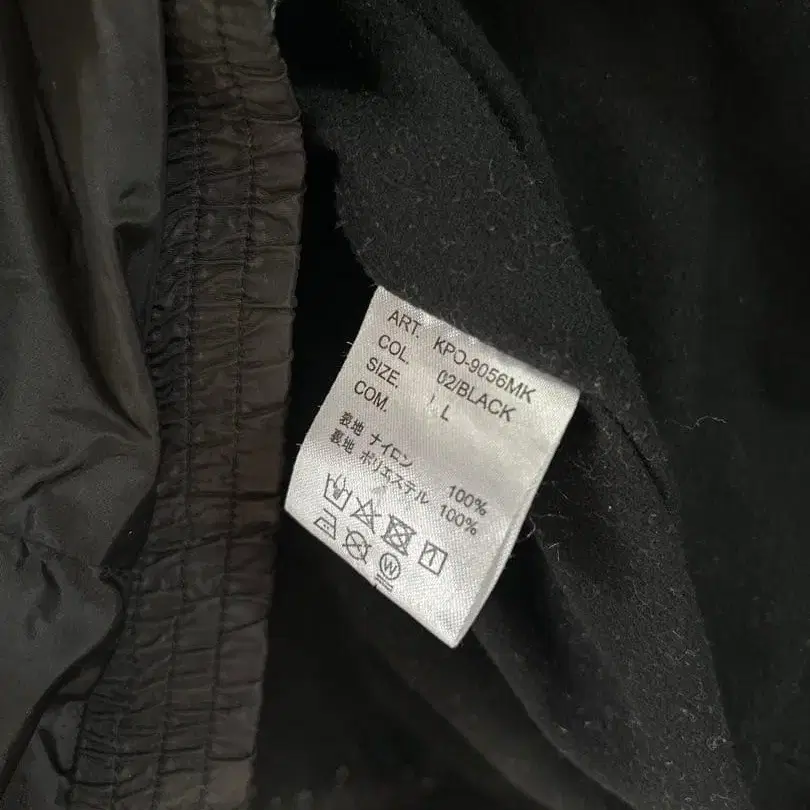 ART. KPO-9056MK
COL. 02/BLACK
SIZE. L
COM.
表地 ナイロン 100%
裏地 ポリエステル 100%
W